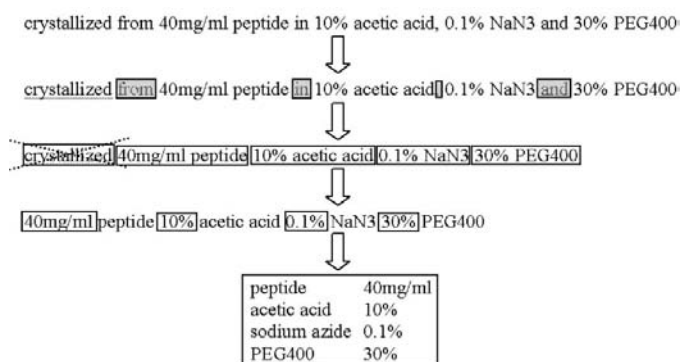 crystallized from 40mg/ml peptide in 10% acetic acid, 0.1% NaN3 and 30% PEG400
crystallized from 40mg/ml peptide in 10% acetic acid, 0.1% NaN3 and 30% PEG400
crystallized 40mg/ml peptide 10% acetic acid 0.1% NaN3 30% PEG400
40mg/ml peptide 10% acetic acid 0.1% NaN3 30% PEG400
peptide 40mg/ml
acetic acid 10%
sodium azide 0.1%
PEG400 30%